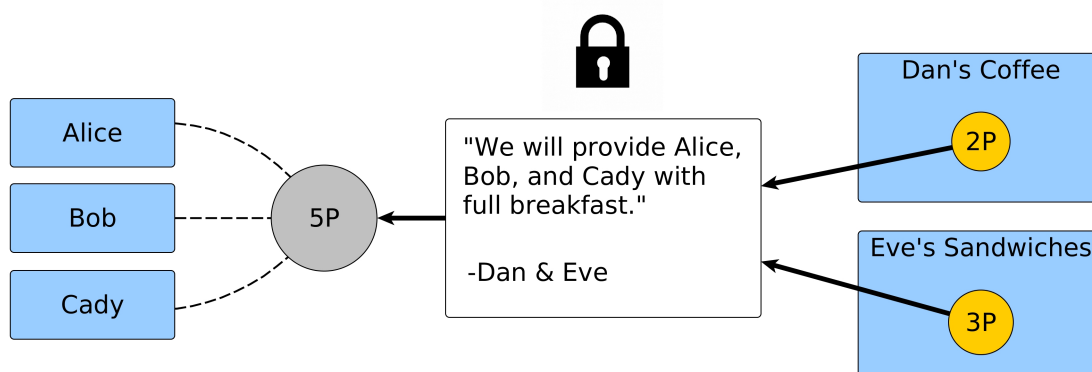 Alice
Bob
Cady
5P
"We will provide Alice,
Bob, and Cady with
full breakfast."
-Dan & Eve
Dan's Coffee
2P
Eve's Sandwiches
3P